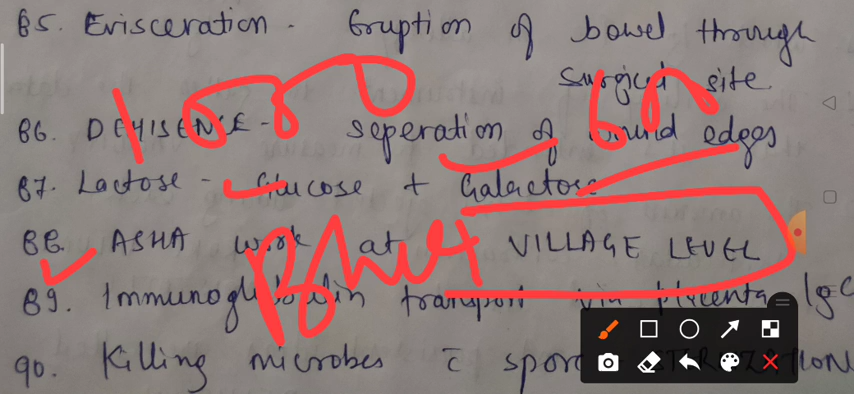 85. Evisceration - Eruption of bowel through
surgical site
86. DEHISENCE - seperation of wound edges
87. Lactose - Glucose + Galactose
88. ASHA work at VILLAGE LEVEL
89. Immunoglobulin transport via placenta IgG
90. Killing microbes c̄ spore